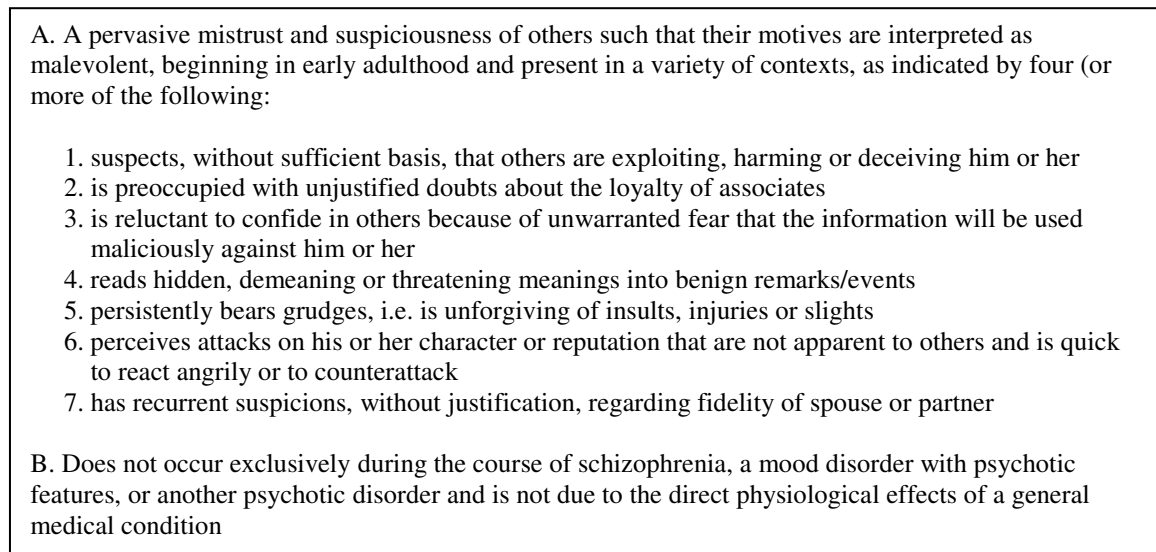 A. A pervasive mistrust and suspiciousness of others such that their motives are interpreted as
malevolent, beginning in early adulthood and present in a variety of contexts, as indicated by four (or
more of the following:
1. suspects, without sufficient basis, that others are exploiting, harming or deceiving him or her
2. is preoccupied with unjustified doubts about the loyalty of associates
3. is reluctant to confide in others because of unwarranted fear that the information will be used
maliciously against him or her
4. reads hidden, demeaning or threatening meanings into benign remarks/events
5. persistently bears grudges, i.e. is unforgiving of insults, injuries or slights
6. perceives attacks on his or her character or reputation that are not apparent to others and is quick
to react angrily or to counterattack
7. has recurrent suspicions, without justification, regarding fidelity of spouse or partner
B. Does not occur exclusively during the course of schizophrenia, a mood disorder with psychotic
features, or another psychotic disorder and is not due to the direct physiological effects of a general
medical condition